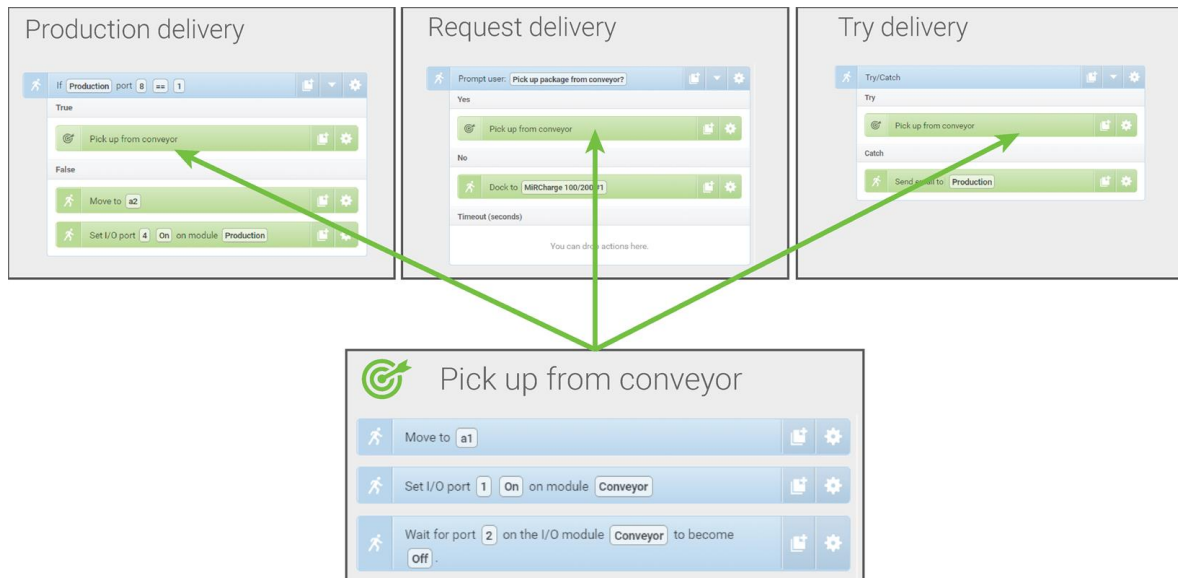 Production delivery
If Production port 8 == 1
True
Pick up from conveyor
False
Move to a2
Set I/O port 4 On on module Production
Request delivery
Prompt user: Pick up package from conveyor?
Yes
Pick up from conveyor
No
Dock to MiRCharge 100/200 #1
Timeout (seconds)
You can drop actions here.
Try delivery
Try/Catch
Try
Pick up from conveyor
Catch
Send email to Production
Pick up from conveyor
Move to a1
Set I/O port 1 On on module Conveyor
Wait for port 2 on the I/O module Conveyor to become
Off .